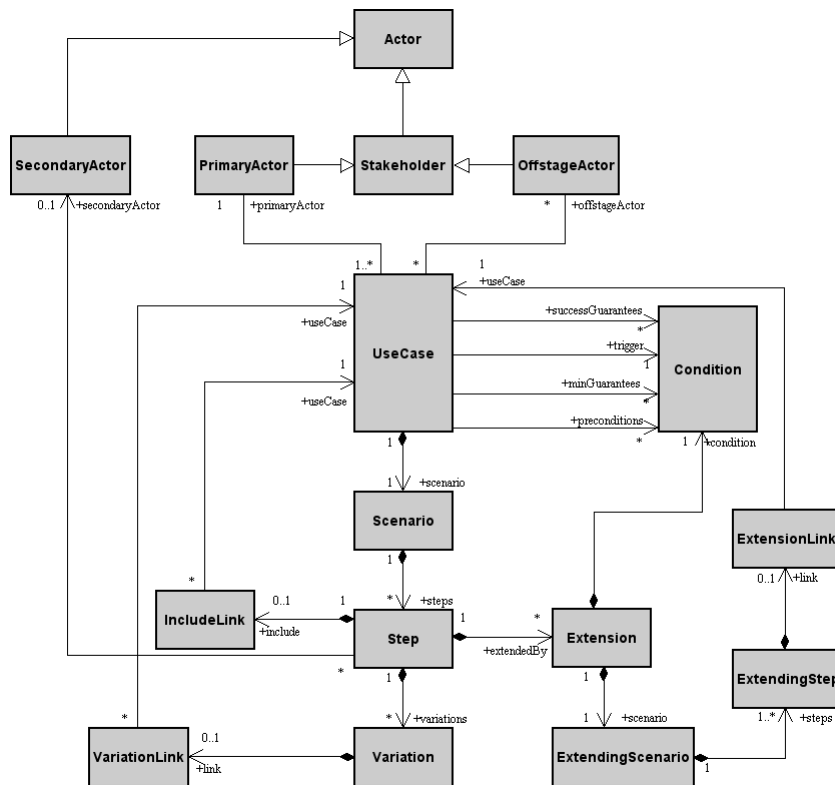 Actor
SecondaryActor
PrimaryActor
Stakeholder
OffstageActor
0..1
+secondaryActor
1
+primaryActor
*
+offstageActor
1..*
*
1
+useCase
1
+useCase
UseCase
+successGuarantees
*
+trigger
1
Condition
1
+useCase
+minGuarantees
*
+preconditions
*
1
1
+condition
1
+scenario
Scenario
ExtensionLink
1
0..1
+link
*
*
+steps
IncludeLink
0..1
+include
1
Step
1
*
+extendedBy
Extension
ExtendingStep
*
1
1
*
+variations
1
+scenario
1..*
+steps
*
VariationLink
0..1
+link
Variation
ExtendingScenario
1